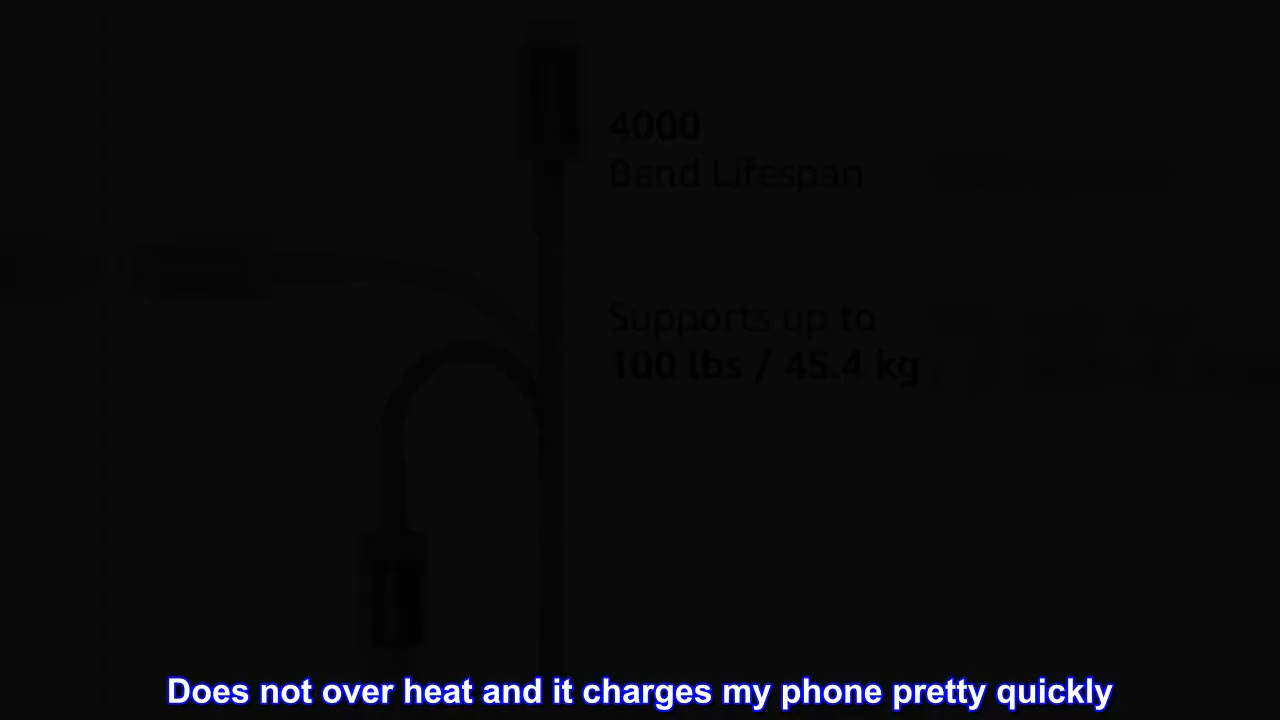 4000
Bend Lifespan
Supports up to
100 lbs / 45.4 kg
Does not over heat and it charges my phone pretty quickly